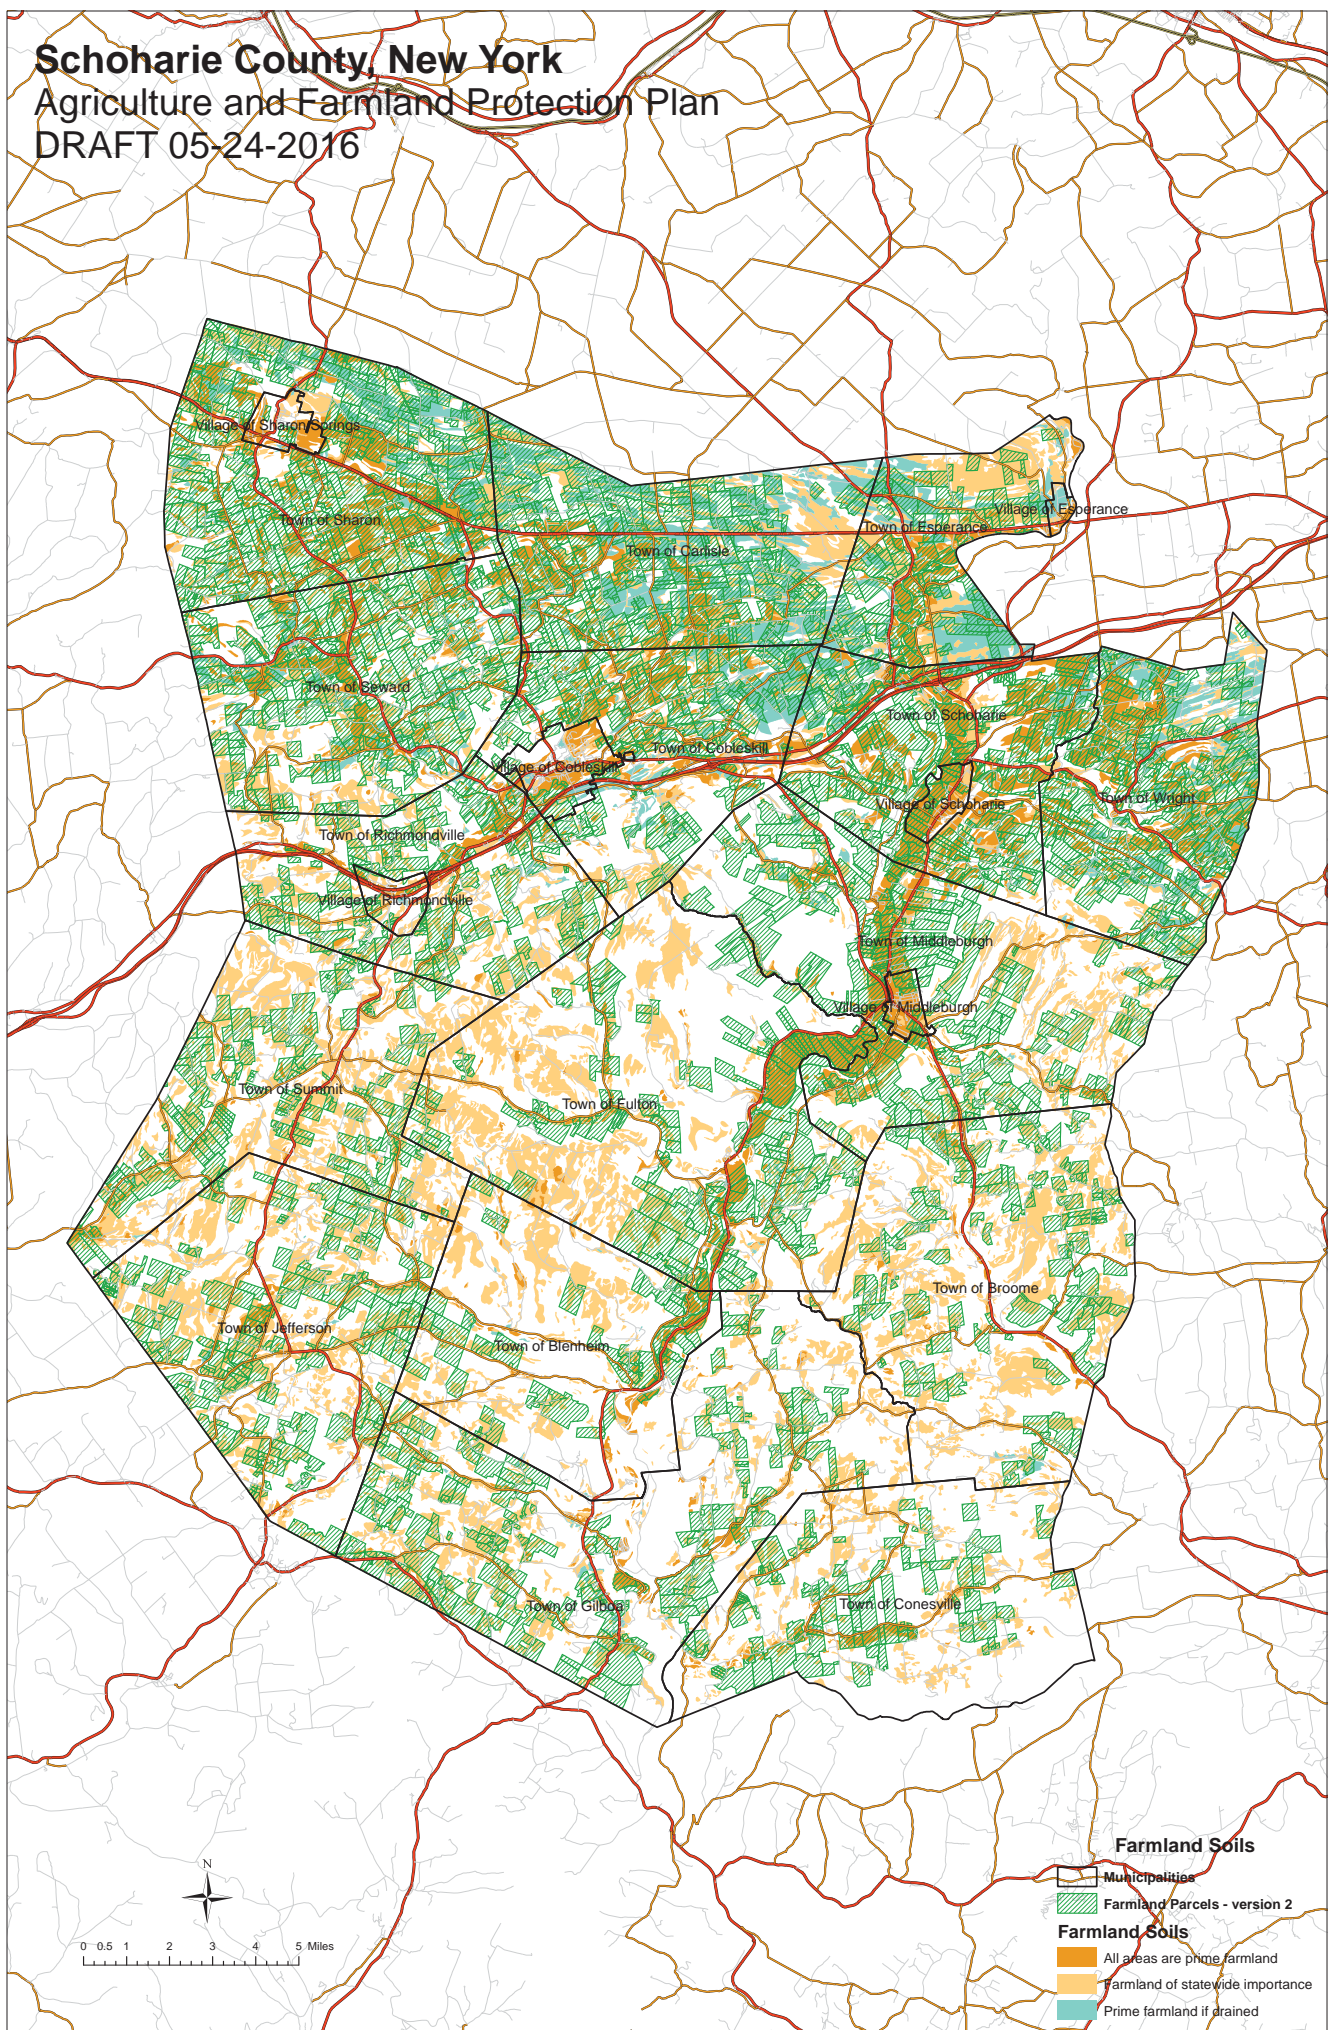 Schoharie County, New York
Agriculture and Farmland Protection Plan
DRAFT 05-24-2016
Village of Sharon Springs
Village of Esperance
Town of Sharon
Town of Esperance
Town of Carlisle
Town of Seward
Town of Schoharie
Town of Cobleskill
Village of Cobleskill
Town of Wright
Village of Schoharie
Town of Richmondville
Village of Richmondville
Town of Middleburgh
Village of Middleburgh
Town of Summit
Town of Fulton
Town of Broome
Town of Jefferson
Town of Blenheim
Town of Conesville
Town of Gilboa
Farmland Soils
N
Municipalities
Farmland Parcels - version 2
Farmland Soils
0 0.5 1 2 3 4 5 Miles
All areas are prime farmland
Farmland of statewide importance
Prime farmland if drained